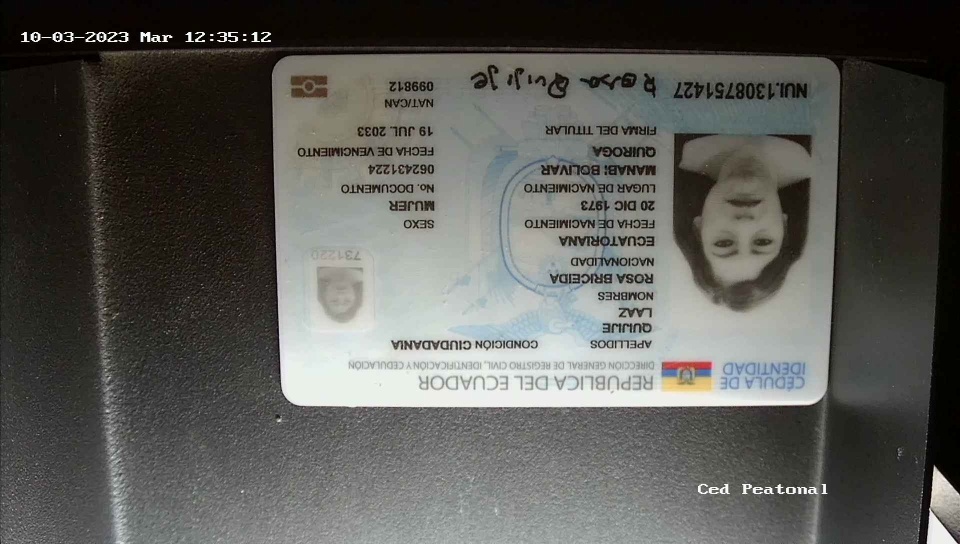 10-03-2023 Mar 12:35:12
CÉDULA DE
IDENTIDAD
REPÚBLICA DEL ECUADOR
DIRECCIÓN GENERAL DE REGISTRO CIVIL, IDENTIFICACIÓN Y CEDULACIÓN
APELLIDOS
QUIJIJE
LAAZ
CONDICIÓN CIUDADANIA
NOMBRES
ROSA BRICEIDA
NACIONALIDAD
ECUATORIANA
FECHA DE NACIMIENTO
20 DIC 1973
LUGAR DE NACIMIENTO
MANABI BOLIVAR
QUIROGA
FIRMA DEL TITULAR
Rosa Quijije
731220
SEXO
MUJER
No. DOCUMENTO
062431224
FECHA DE VENCIMIENTO
19 JUL 2033
NAT/CAN
099812
NUI.1308751427
Ced Peatonal